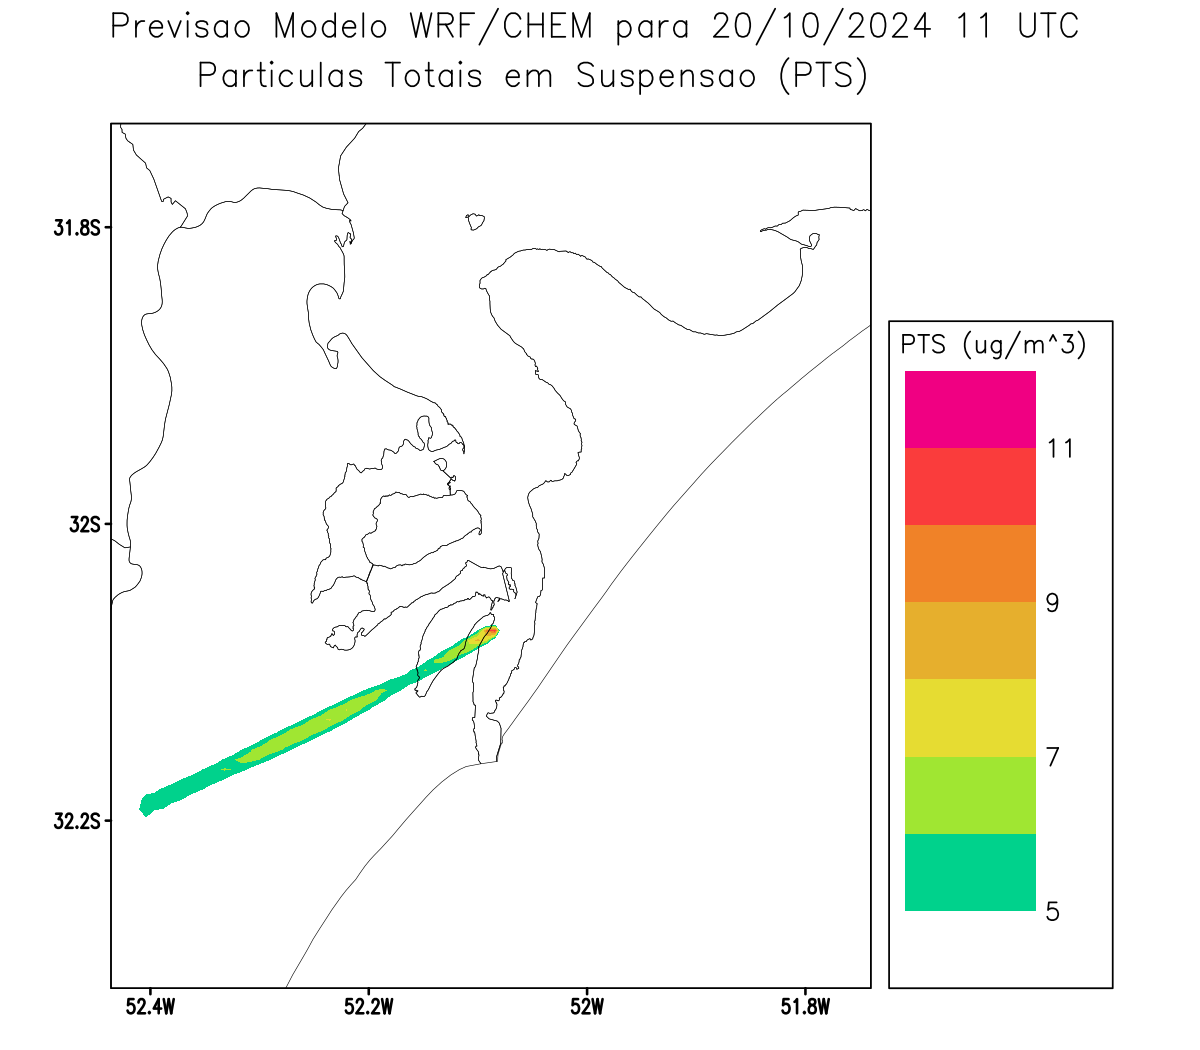 Previsao Modelo WRF/CHEM para 20/10/2024 11 UTC
Particulas Totais em Suspensao (PTS)
31.8S
32S
32.2S
52.4W
52.2W
52W
51.8W
PTS (ug/m^3)
11
9
7
5